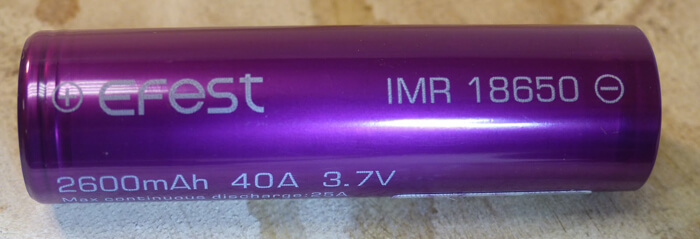 ⊕ EFEST IMR 18650 ⊖
2600mAh 40A 3.7V
Max continuous discharge:25A